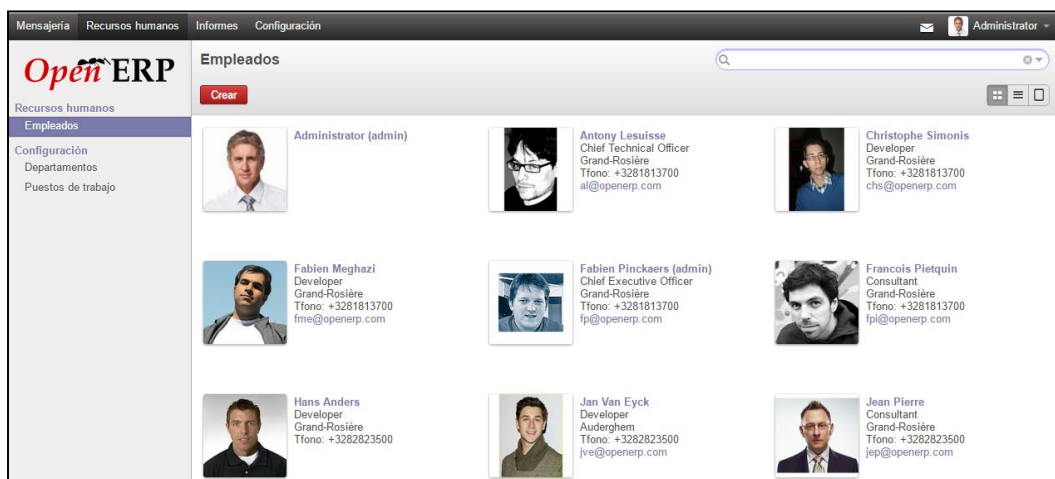 Mensajería Recursos humanos Informes Configuración Administrator
Open ERP
Recursos humanos
Empleados
Configuración
Departamentos
Puestos de trabajo
Empleados
Crear
Administrator (admin)
Antony Lesuisse
Chief Technical Officer
Grand-Rosière
Tfono: +3281813700
al@openerp.com
Christophe Simonis
Developer
Grand-Rosière
Tfono: +3281813700
chs@openerp.com
Fabien Meghazi
Developer
Grand-Rosière
Tfono: +3281813700
fme@openerp.com
Fabien Pinckaers (admin)
Chief Executive Officer
Grand-Rosière
Tfono: +3281813700
fp@openerp.com
Francois Pietquin
Consultant
Grand-Rosière
Tfono: +3281813700
fpi@openerp.com
Hans Anders
Developer
Grand-Rosière
Tfono: +3282823500
Jan Van Eyck
Developer
Auderghem
Tfono: +3282823500
jve@openerp.com
Jean Pierre
Consultant
Grand-Rosière
Tfono: +3282823500
jep@openerp.com